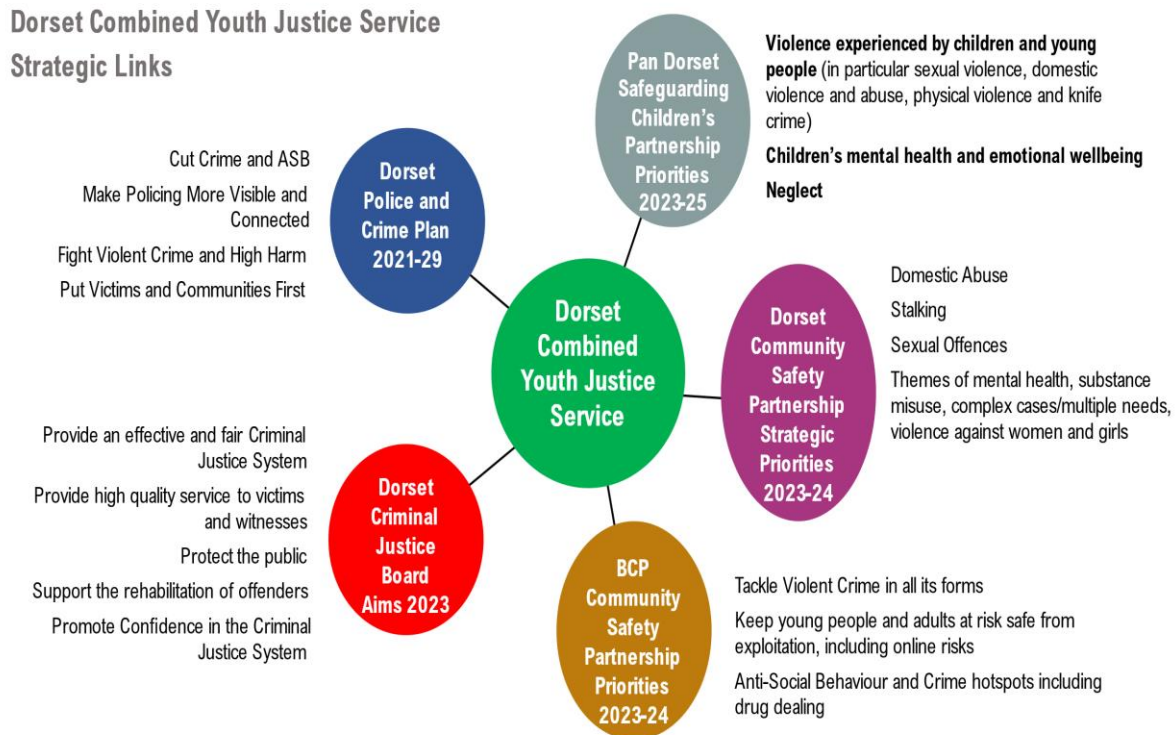 Dorset Combined Youth Justice Service
Strategic Links
Cut Crime and ASB
Make Policing More Visible and
Connected
Fight Violent Crime and High Harm
Put Victims and Communities First
Dorset
Police and
Crime Plan
2021-29
Pan Dorset
Safeguarding
Children’s
Partnership
Priorities
2023-25
Violence experienced by children and young
people (in particular sexual violence, domestic
violence and abuse, physical violence and knife
crime)
Children’s mental health and emotional wellbeing
Neglect
Dorset
Combined
Youth Justice
Service
Dorset
Community
Safety
Partnership
Strategic
Priorities
2023-24
Domestic Abuse
Stalking
Sexual Offences
Themes of mental health, substance
misuse, complex cases/multiple needs,
violence against women and girls
Provide an effective and fair Criminal
Justice System
Provide high quality service to victims
and witnesses
Protect the public
Support the rehabilitation of offenders
Promote Confidence in the Criminal
Justice System
Dorset
Criminal
Justice
Board
Aims 2023
BCP
Community
Safety
Partnership
Priorities
2023-24
Tackle Violent Crime in all its forms
Keep young people and adults at risk safe from
exploitation, including online risks
Anti-Social Behaviour and Crime hotspots including
drug dealing